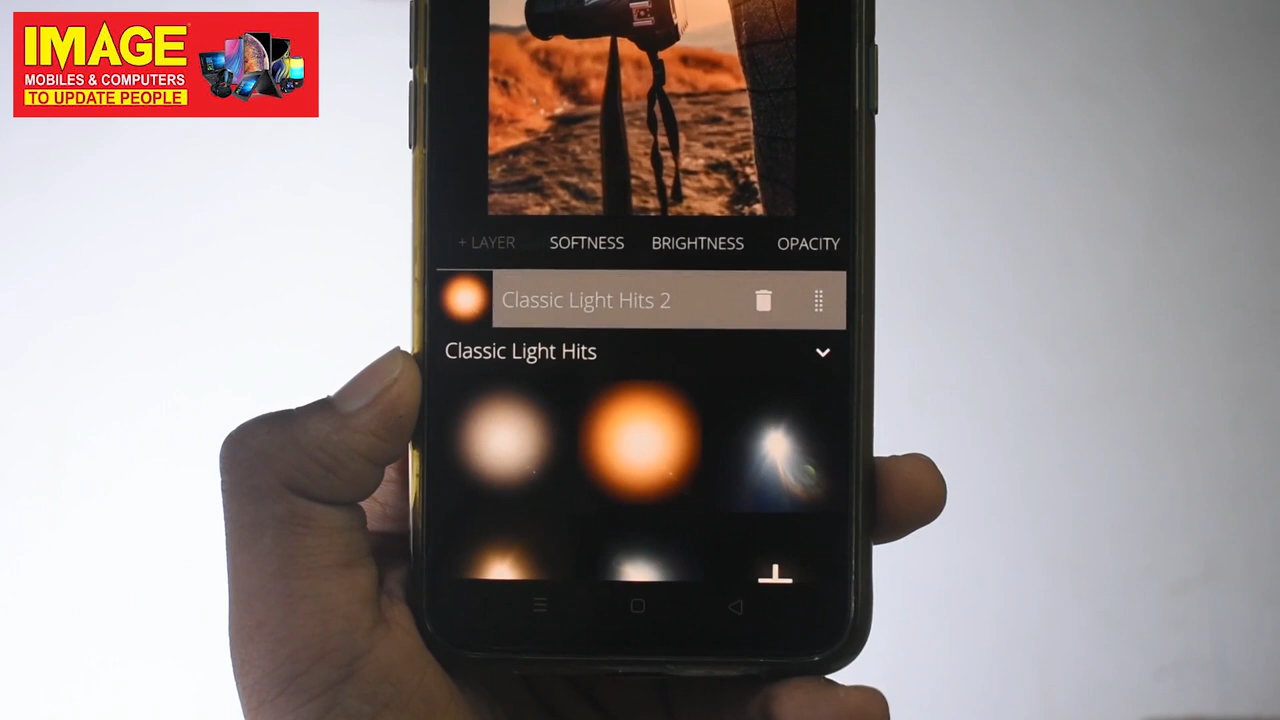 IMAGE
MOBILES & COMPUTERS
TO UPDATE PEOPLE
+ LAYER SOFTNESS BRIGHTNESS OPACITY
Classic Light Hits 2
Classic Light Hits